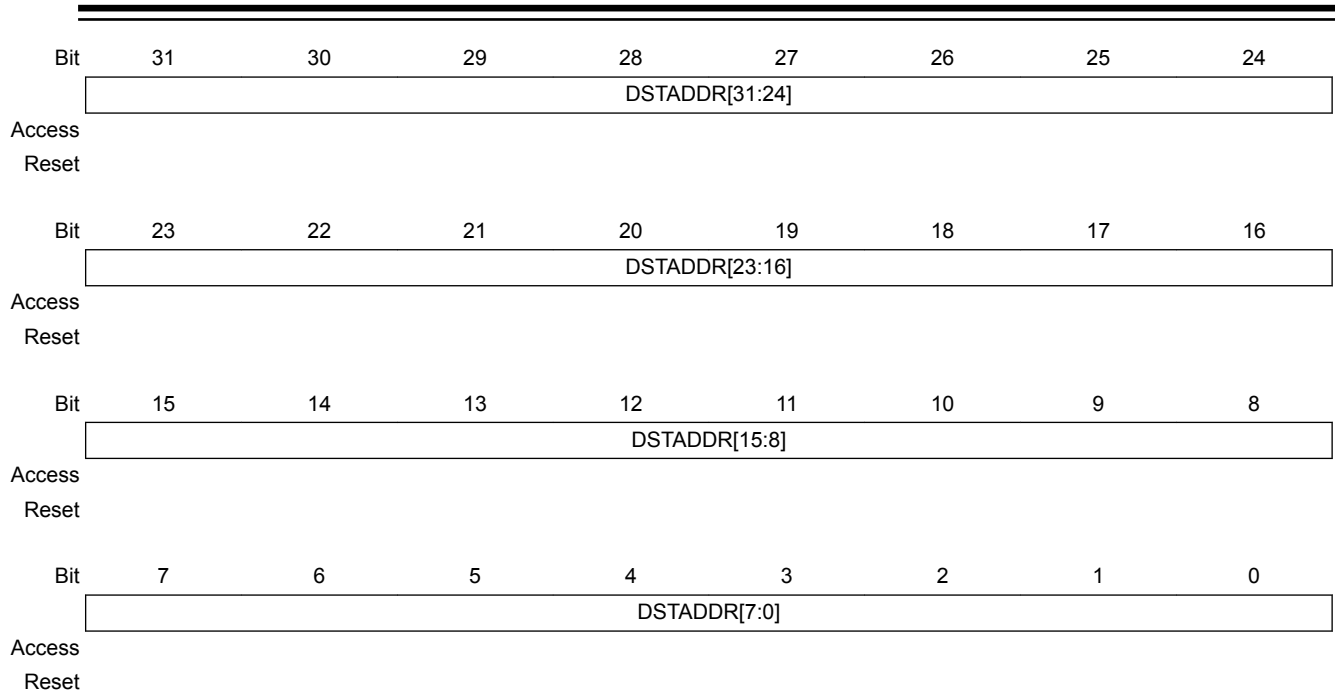 Bit 31 30 29 28 27 26 25 24
DSTADDR[31:24]
Access
Reset
Bit 23 22 21 20 19 18 17 16
DSTADDR[23:16]
Access
Reset
Bit 15 14 13 12 11 10 9 8
DSTADDR[15:8]
Access
Reset
Bit 7 6 5 4 3 2 1 0
DSTADDR[7:0]
Access
Reset